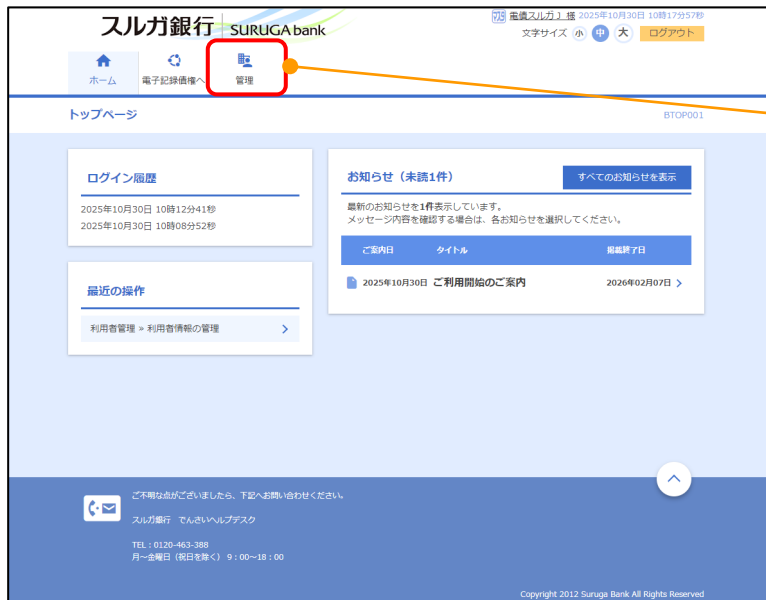 スルガ銀行 SURUGA bank
電債スルガ J 様 2025年10月30日 10時17分57秒
文字サイズ 小 中 大 ログアウト
ホーム 電子記録債権へ 管理
トップページ BTOP001
ログイン履歴
2025年10月30日 10時12分41秒
2025年10月30日 10時08分52秒
最近の操作
利用者管理 » 利用者情報の管理
お知らせ（未読1件） すべてのお知らせを表示
最新のお知らせを1件表示しています。
メッセージ内容を確認する場合は、各お知らせを選択してください。
ご案内日 タイトル 掲載終了日
2025年10月30日 ご利用開始のご案内 2026年02月07日
ご不明な点がございましたら、下記へお問い合わせください。
スルガ銀行 でんさいヘルプデスク
TEL：0120-463-388
月～金曜日（祝日を除く）9：00～18：00
Copyright 2012 Suruga Bank All Rights Reserved